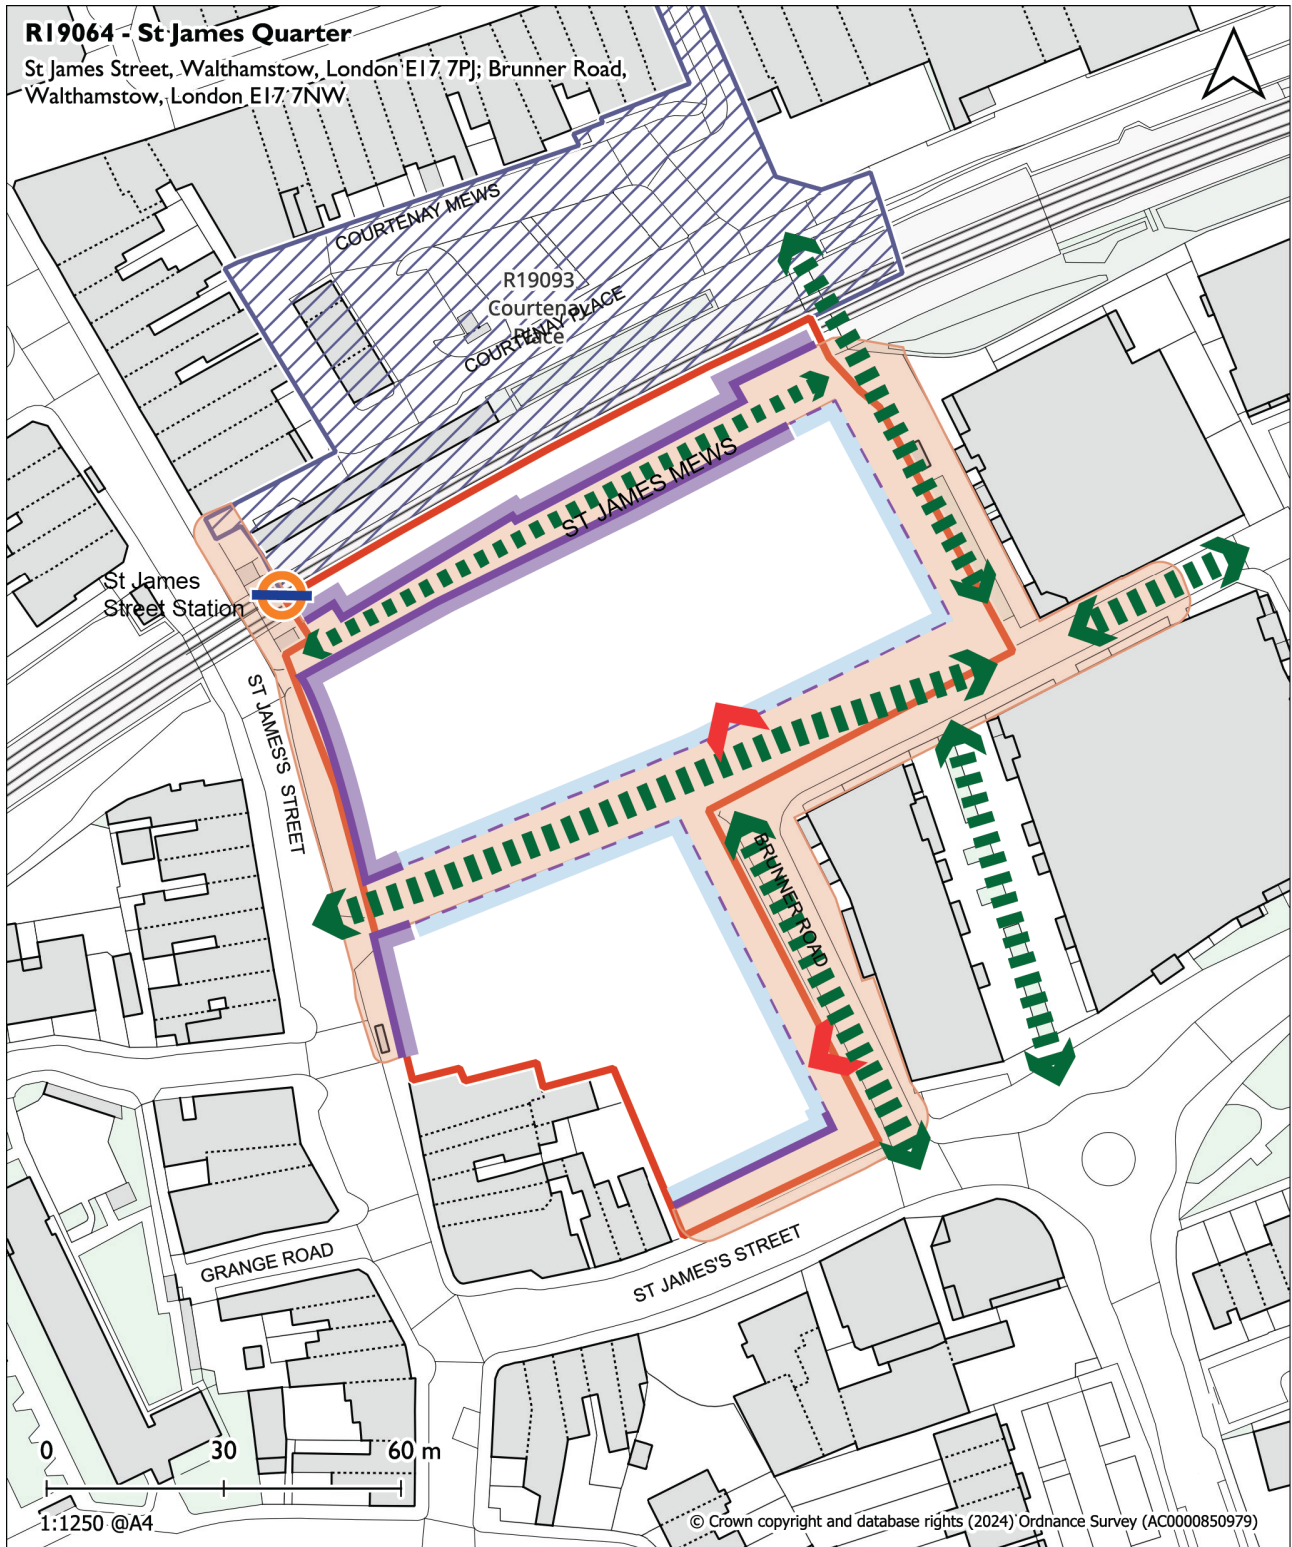 R19064 - St James Quarter
St James Street, Walthamstow, London E17 7PJ; Brunner Road,
Walthamstow, London E17 7NW
COURTENAY MEWS
R19093
Courtenay
Place
COURTENAY PLACE
ST JAMES MEWS
St James
Street Station
ST JAMES'S STREET
BRUNNER ROAD
GRANGE ROAD
ST JAMES'S STREET
0 30 60 m
1:1250 @A4
© Crown copyright and database rights (2024) Ordnance Survey (AC0000850979)